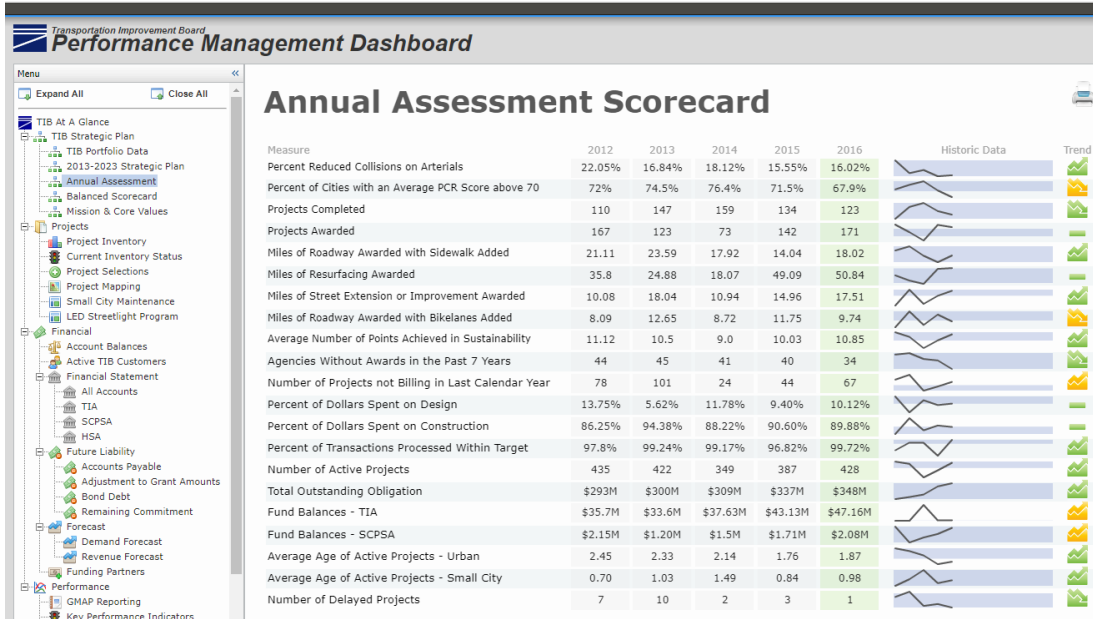 Transportation Improvement Board
Performance Management Dashboard
Menu «
Expand All Close All
TIB At A Glance
TIB Strategic Plan
TIB Portfolio Data
2013-2023 Strategic Plan
Annual Assessment
Balanced Scorecard
Mission & Core Values
Projects
Project Inventory
Current Inventory Status
Project Selections
Project Mapping
Small City Maintenance
LED Streetlight Program
Financial
Account Balances
Active TIB Customers
Financial Statement
All Accounts
TIA
SCPSA
HSA
Future Liability
Accounts Payable
Adjustment to Grant Amounts
Bond Debt
Remaining Commitment
Forecast
Demand Forecast
Revenue Forecast
Funding Partners
Performance
GMAP Reporting
Key Performance Indicators
Annual Assessment Scorecard
Measure 2012 2013 2014 2015 2016 Historic Data Trend
Percent Reduced Collisions on Arterials 22.05% 16.84% 18.12% 15.55% 16.02%
Percent of Cities with an Average PCR Score above 70 72% 74.5% 76.4% 71.5% 67.9%
Projects Completed 110 147 159 134 123
Projects Awarded 167 123 73 142 171
Miles of Roadway Awarded with Sidewalk Added 21.11 23.59 17.92 14.04 18.02
Miles of Resurfacing Awarded 35.8 24.88 18.07 49.09 50.84
Miles of Street Extension or Improvement Awarded 10.08 18.04 10.94 14.96 17.51
Miles of Roadway Awarded with Bikelanes Added 8.09 12.65 8.72 11.75 9.74
Average Number of Points Achieved in Sustainability 11.12 10.5 9.0 10.03 10.85
Agencies Without Awards in the Past 7 Years 44 45 41 40 34
Number of Projects not Billing in Last Calendar Year 78 101 24 44 67
Percent of Dollars Spent on Design 13.75% 5.62% 11.78% 9.40% 10.12%
Percent of Dollars Spent on Construction 86.25% 94.38% 88.22% 90.60% 89.88%
Percent of Transactions Processed Within Target 97.8% 99.24% 99.17% 96.82% 99.72%
Number of Active Projects 435 422 349 387 428
Total Outstanding Obligation $293M $300M $309M $337M $348M
Fund Balances - TIA $35.7M $33.6M $37.63M $43.13M $47.16M
Fund Balances - SCPSA $2.15M $1.20M $1.5M $1.71M $2.08M
Average Age of Active Projects - Urban 2.45 2.33 2.14 1.76 1.87
Average Age of Active Projects - Small City 0.70 1.03 1.49 0.84 0.98
Number of Delayed Projects 7 10 2 3 1